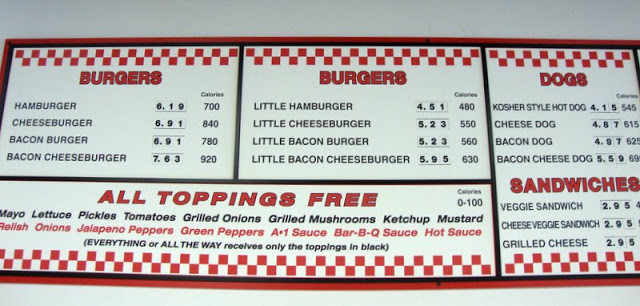 BURGERS
Calories
HAMBURGER 6.19 700
CHEESEBURGER 6.91 840
BACON BURGER 6.91 780
BACON CHEESEBURGER 7.63 920
BURGERS
Calories
LITTLE HAMBURGER 4.51 480
LITTLE CHEESEBURGER 5.23 550
LITTLE BACON BURGER 5.23 560
LITTLE BACON CHEESEBURGER 5.95 630
DOGS
KOSHER STYLE HOT DOG 4.15 545
CHEESE DOG 4.87 615
BACON DOG 4.87 625
BACON CHEESE DOG 5.59 695
SANDWICHES
VEGGIE SANDWICH 2.95
CHEESE VEGGIE SANDWICH 2.95
GRILLED CHEESE 2.95
ALL TOPPINGS FREE
Calories
0-100
Mayo Lettuce Pickles Tomatoes Grilled Onions Grilled Mushrooms Ketchup Mustard
Relish Onions Jalapeno Peppers Green Peppers A•1 Sauce Bar-B-Q Sauce Hot Sauce
(EVERYTHING or ALL THE WAY receives only the toppings in black)